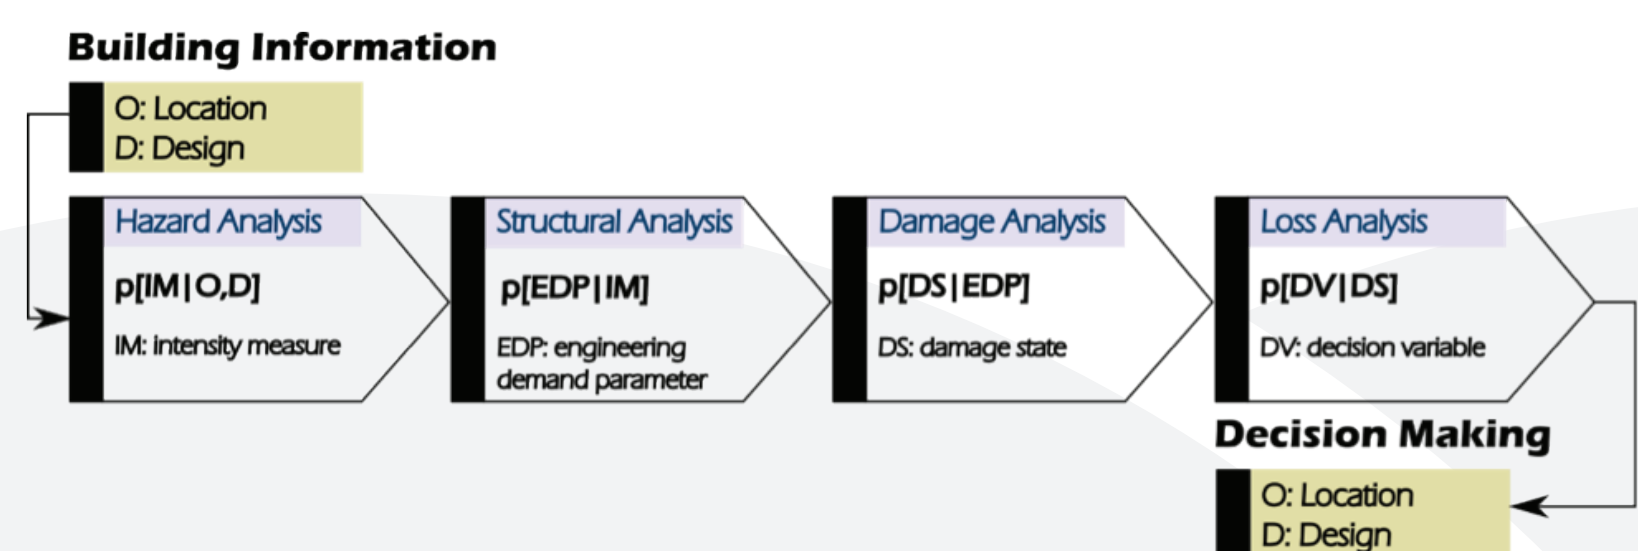 Building Information
O: Location
D: Design
Hazard Analysis
p[IM|O,D]
IM: intensity measure
Structural Analysis
p[EDP|IM]
EDP: engineering
demand parameter
Damage Analysis
p[DS|EDP]
DS: damage state
Loss Analysis
p[DV|DS]
DV: decision variable
Decision Making
O: Location
D: Design